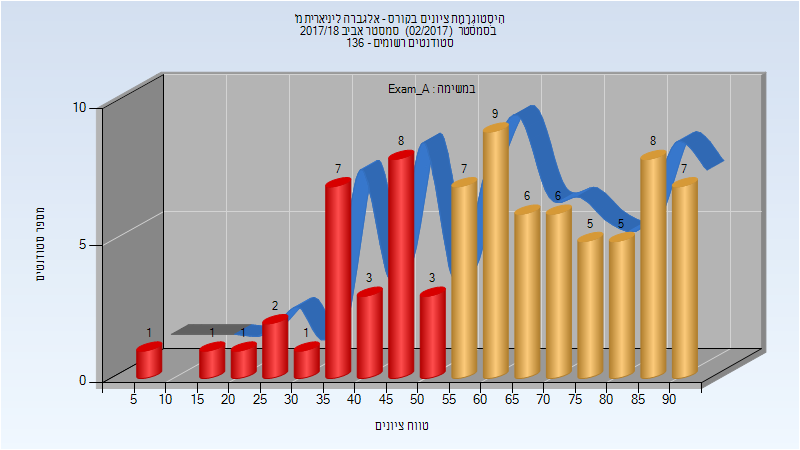 היסטוגרמת ציונים בקורס - אלגברה ליניארית מ'
בסמסטר (02/2017) סמסטר אביב 2017/18
סטודנטים רשומים - 136
במשימה : Exam_A
מספר סטודנטים
10
5
0
1
1
1
2
1
7
3
8
3
7
9
6
6
5
5
8
7
5 10 15 20 25 30 35 40 45 50 55 60 65 70 75 80 85 90
טווח ציונים